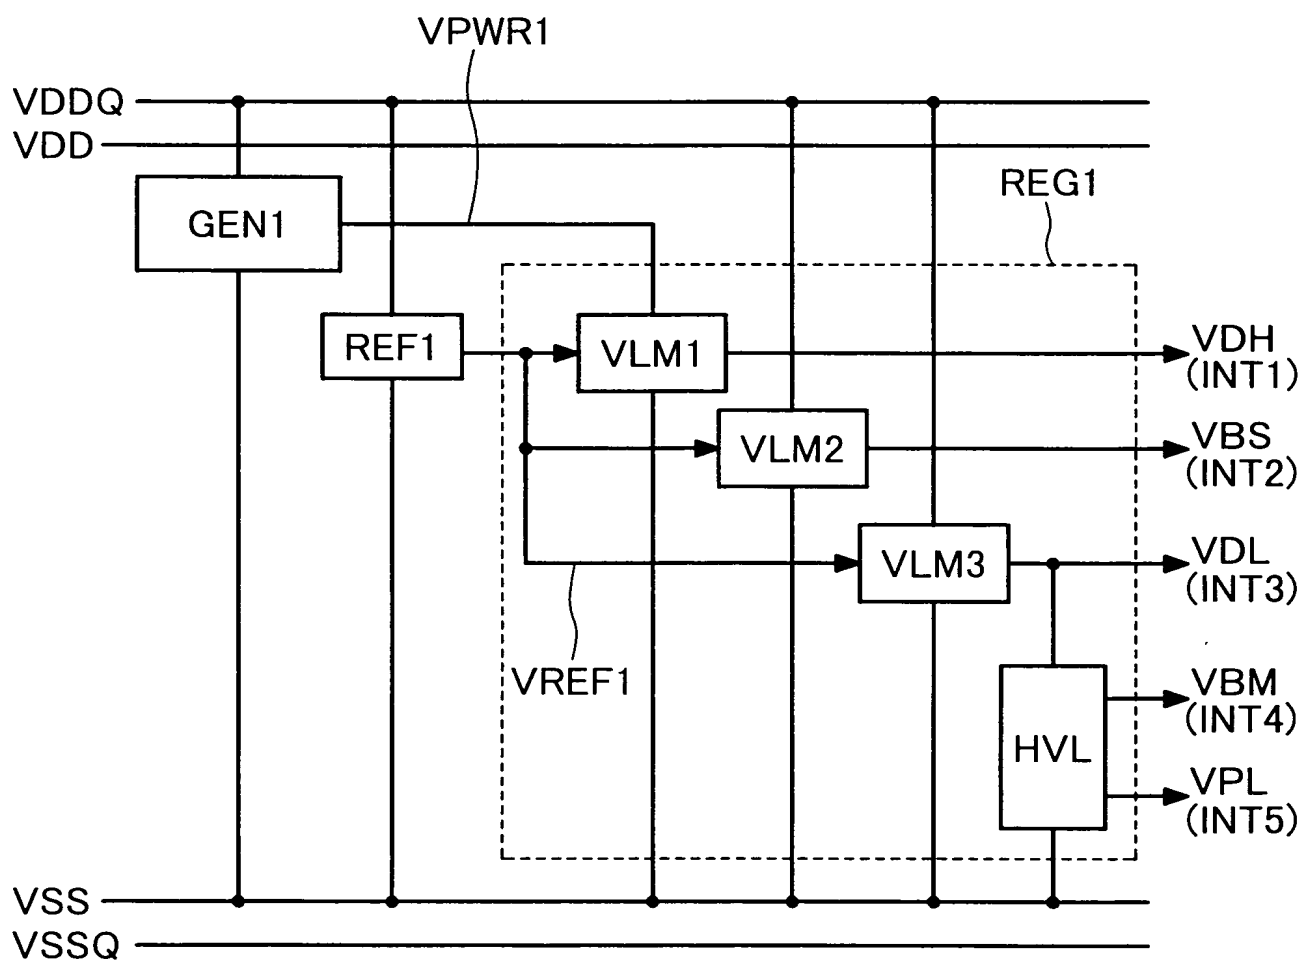 VPWR1
VDDQ
VDD
REG1
GEN1
REF1
VLM1
VDH
(INT1)
VLM2
VBS
(INT2)
VLM3
VDL
(INT3)
VREF1
VBM
(INT4)
HVL
VPL
(INT5)
VSS
VSSQ